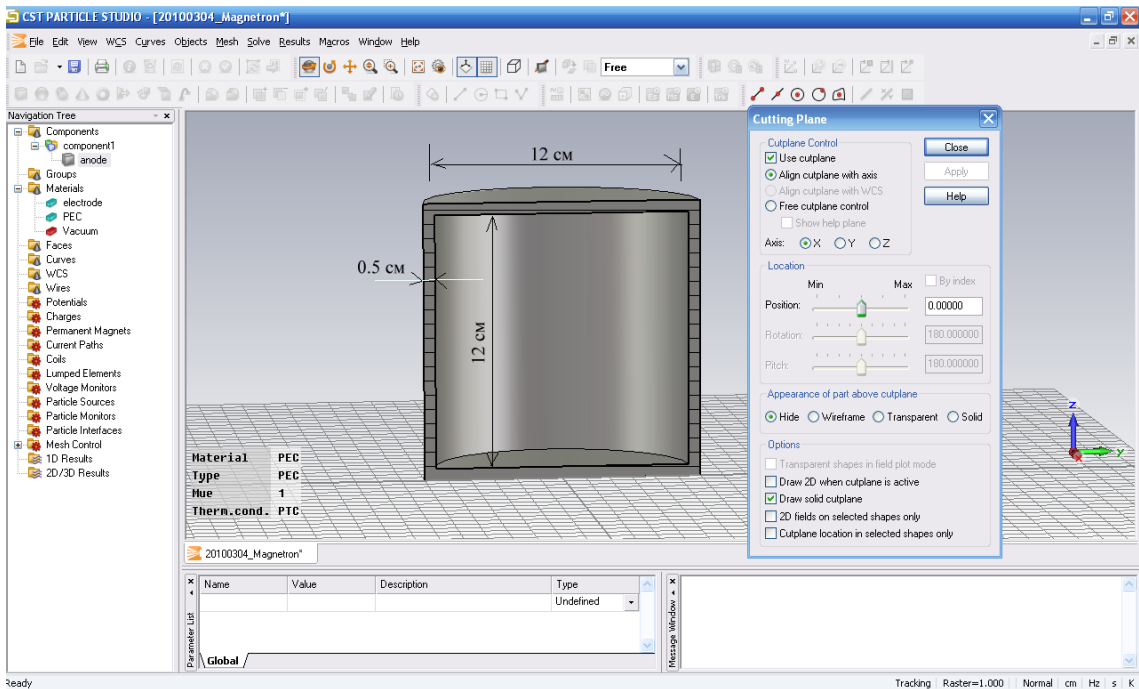 CST PARTICLE STUDIO - [20100304_Magnetron*]
File Edit View WCS Curves Objects Mesh Solve Results Macros Window Help
Free
Navigation Tree
Components
component1
anode
Groups
Materials
electrode
PEC
Vacuum
Faces
Curves
WCS
Wires
Potentials
Charges
Permanent Magnets
Current Paths
Coils
Lumped Elements
Voltage Monitors
Particle Sources
Particle Monitors
Particle Interfaces
Mesh Control
1D Results
2D/3D Results
12 см
0.5 см
12 см
Material PEC
Type PEC
Mue 1
Therm.cond. PTC
z
y
20100304_Magnetron*
Cutting Plane
Cutplane Control
Use cutplane
Align cutplane with axis
Align cutplane with WCS
Free cutplane control
Show help plane
Axis: X Y Z
Close
Apply
Help
Location
Min Max By index
Position: 0.00000
Rotation: 180.000000
Pitch: 180.000000
Appearance of part above cutplane
Hide Wireframe Transparent Solid
Options
Transparent shapes in field plot mode
Draw 2D when cutplane is active
Draw solid cutplane
2D fields on selected shapes only
Cutplane location in selected shapes only
Parameter List
Name Value Description Type
Undefined
Global
Message Window
Ready
Tracking Raster=1.000 Normal cm Hz s K